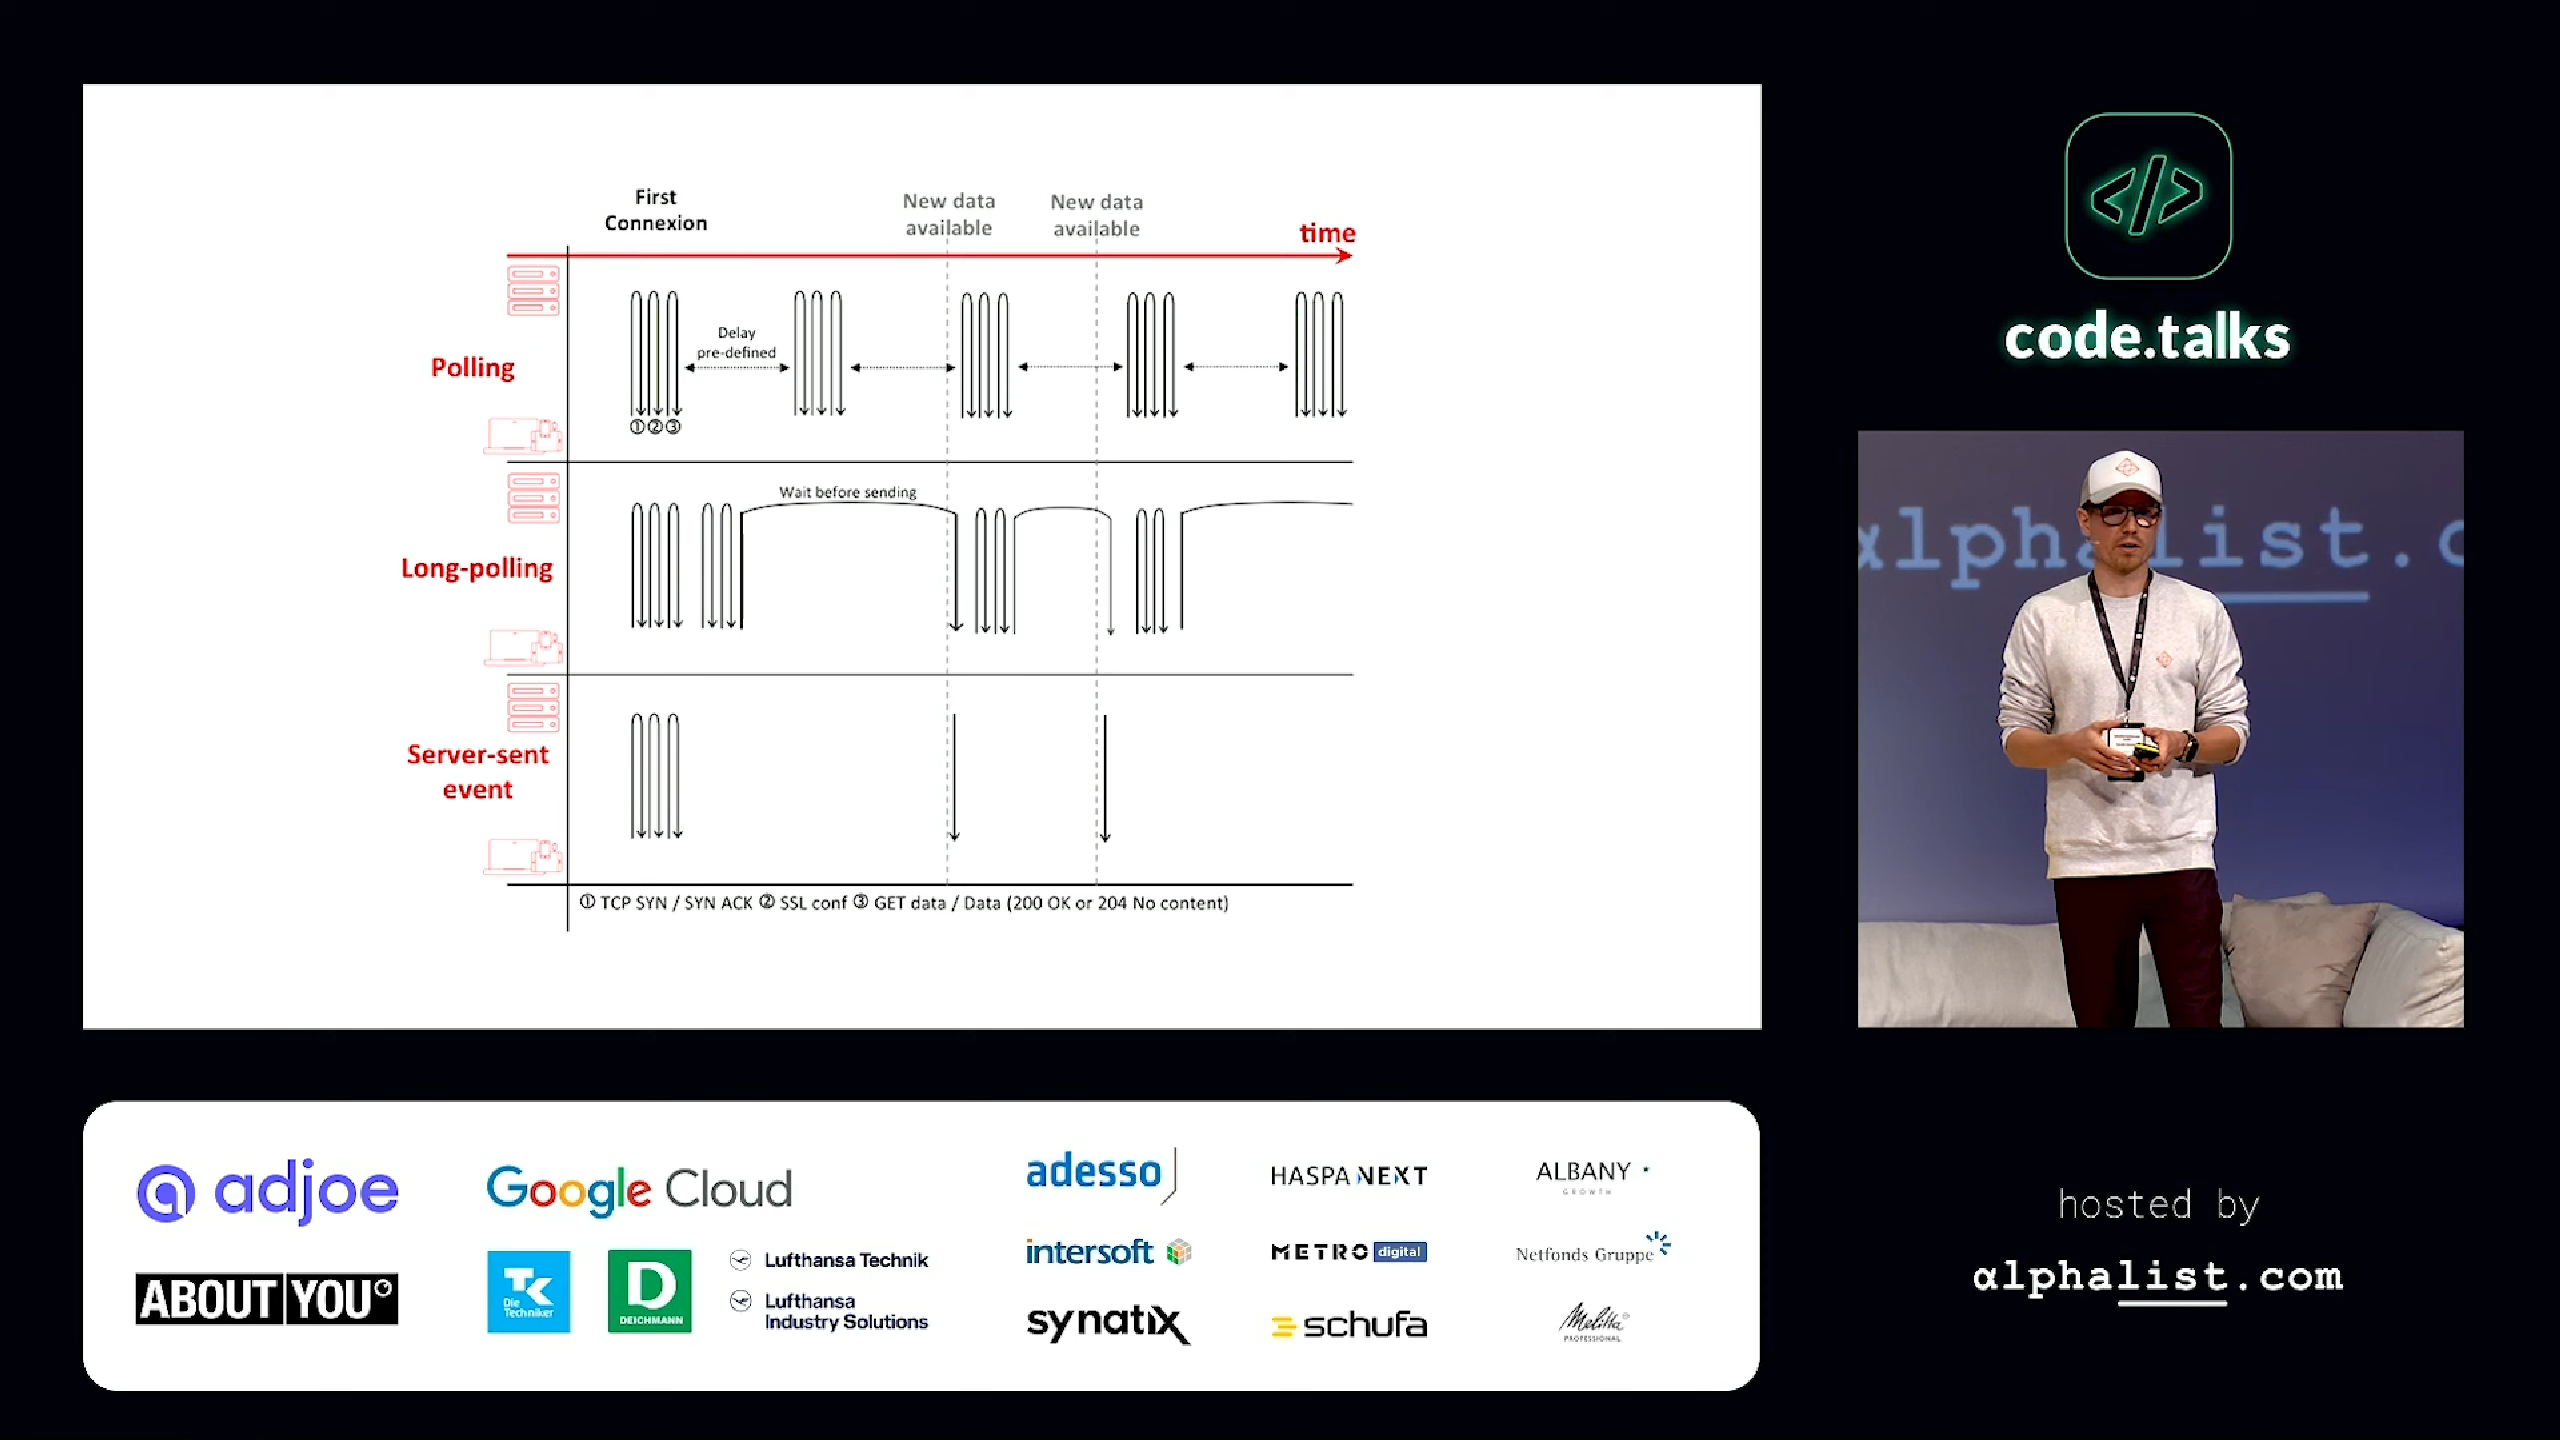 First
Connexion
New data
available
New data
available
time
Delay
pre-defined
Polling
①②③
Wait before sending
Long-polling
Server-sent
event
① TCP SYN / SYN ACK ② SSL conf ③ GET data / Data (200 OK or 204 No content)
</>
code.talks
αlphalist.c
adjoe
Google Cloud
ABOUT YOU
TK
Die
Techniker
D
DEICHMANN
Lufthansa Technik
Lufthansa
Industry Solutions
adesso
HASPA NEXT
ALBANY
GROWTH
intersoft
METRO digital
Netfonds Gruppe
synatix
schufa
Melitta
PROFESSIONAL
hosted by
αlphalist.com